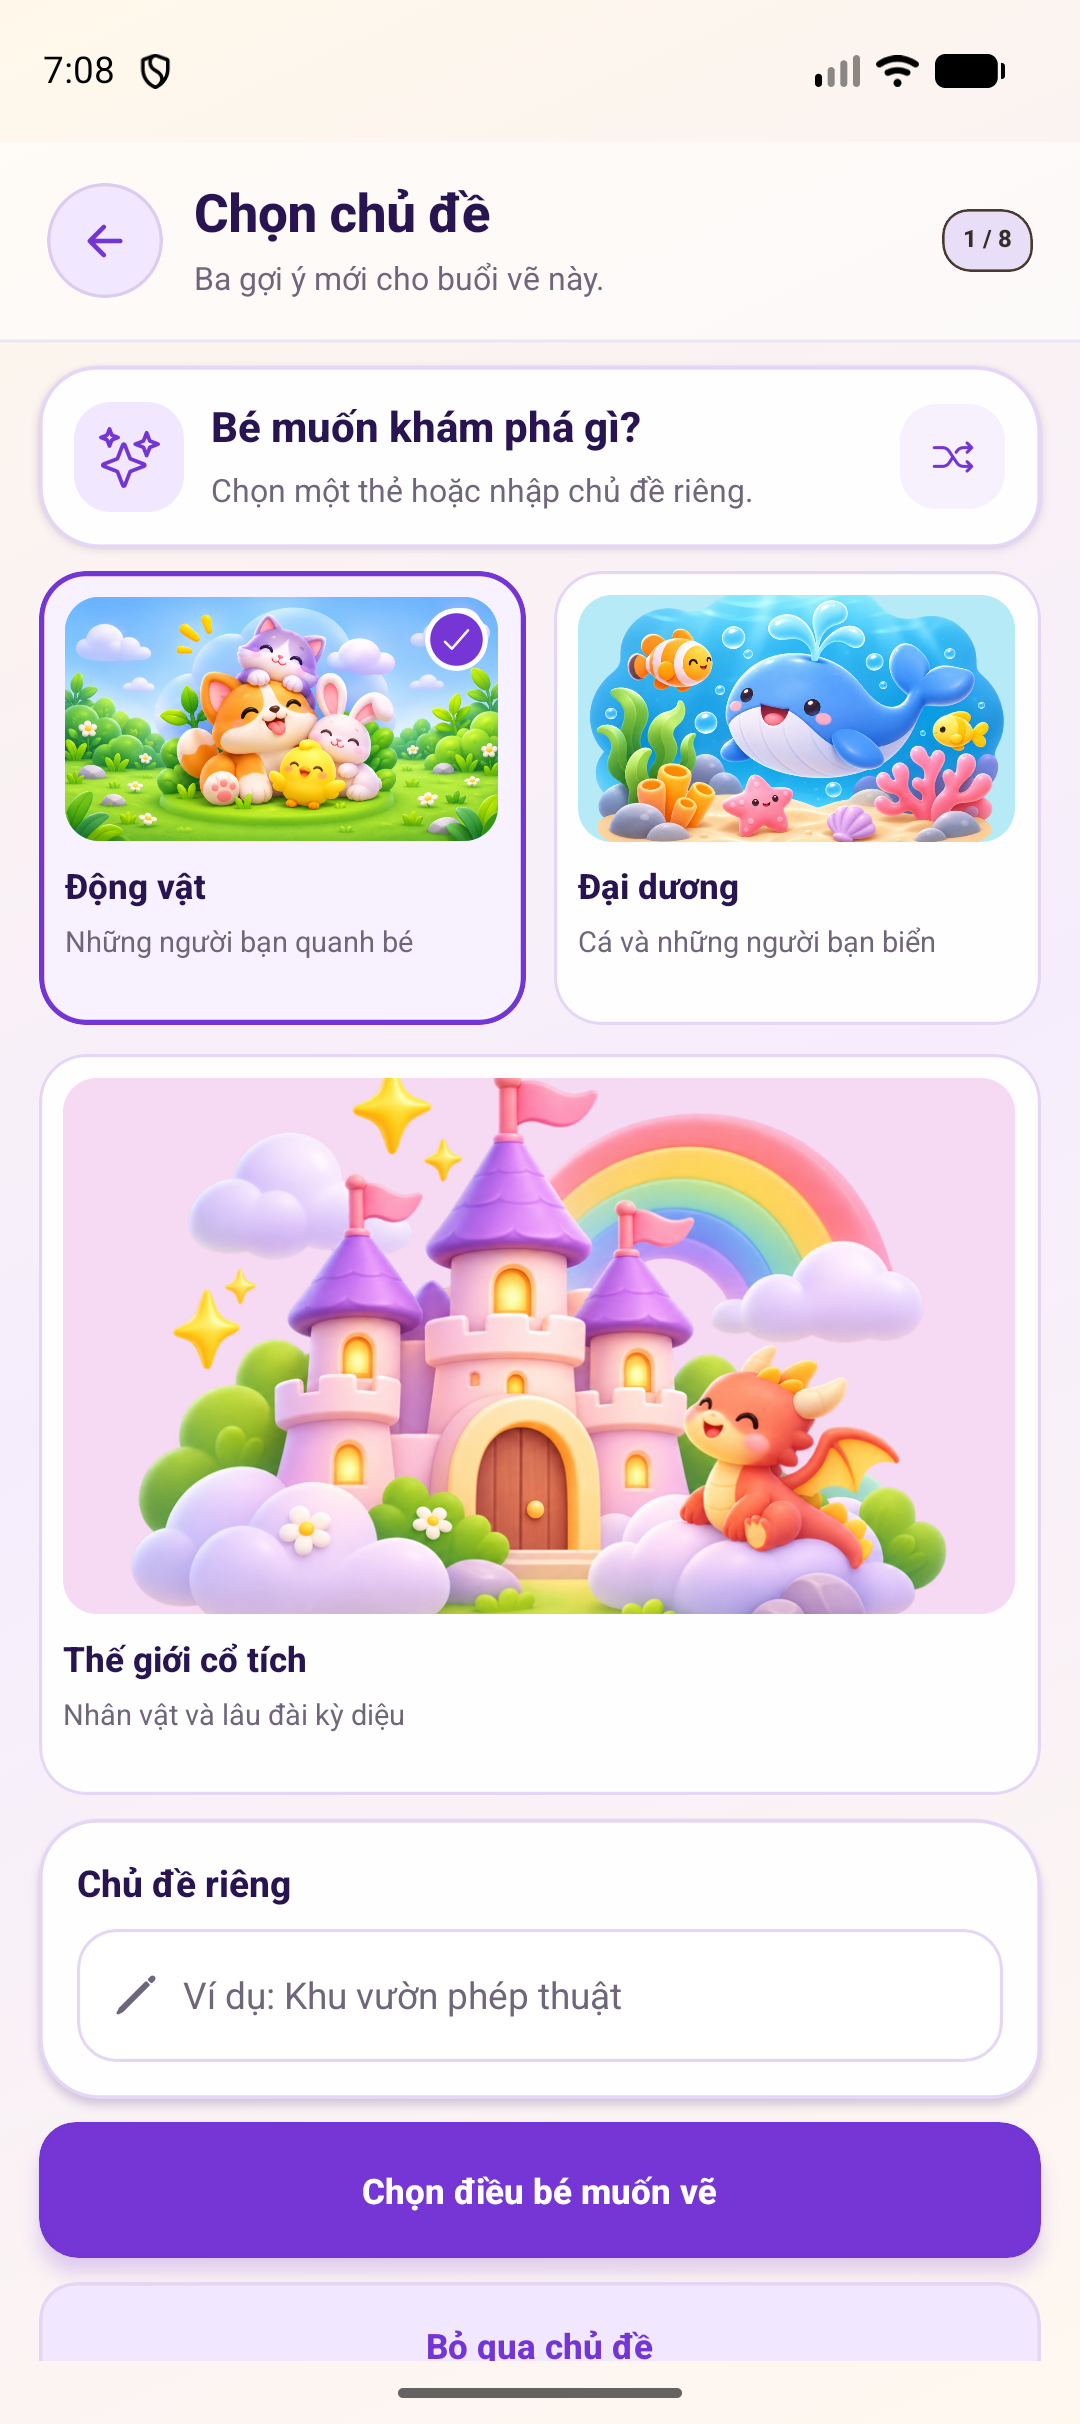 7:08
Chọn chủ đề
Ba gợi ý mới cho buổi vẽ này.
1 / 8
Bé muốn khám phá gì?
Chọn một thẻ hoặc nhập chủ đề riêng.
Động vật
Những người bạn quanh bé
Đại dương
Cá và những người bạn biển
Thế giới cổ tích
Nhân vật và lâu đài kỳ diệu
Chủ đề riêng
Ví dụ: Khu vườn phép thuật
Chọn điều bé muốn vẽ
Bỏ qua chủ đề